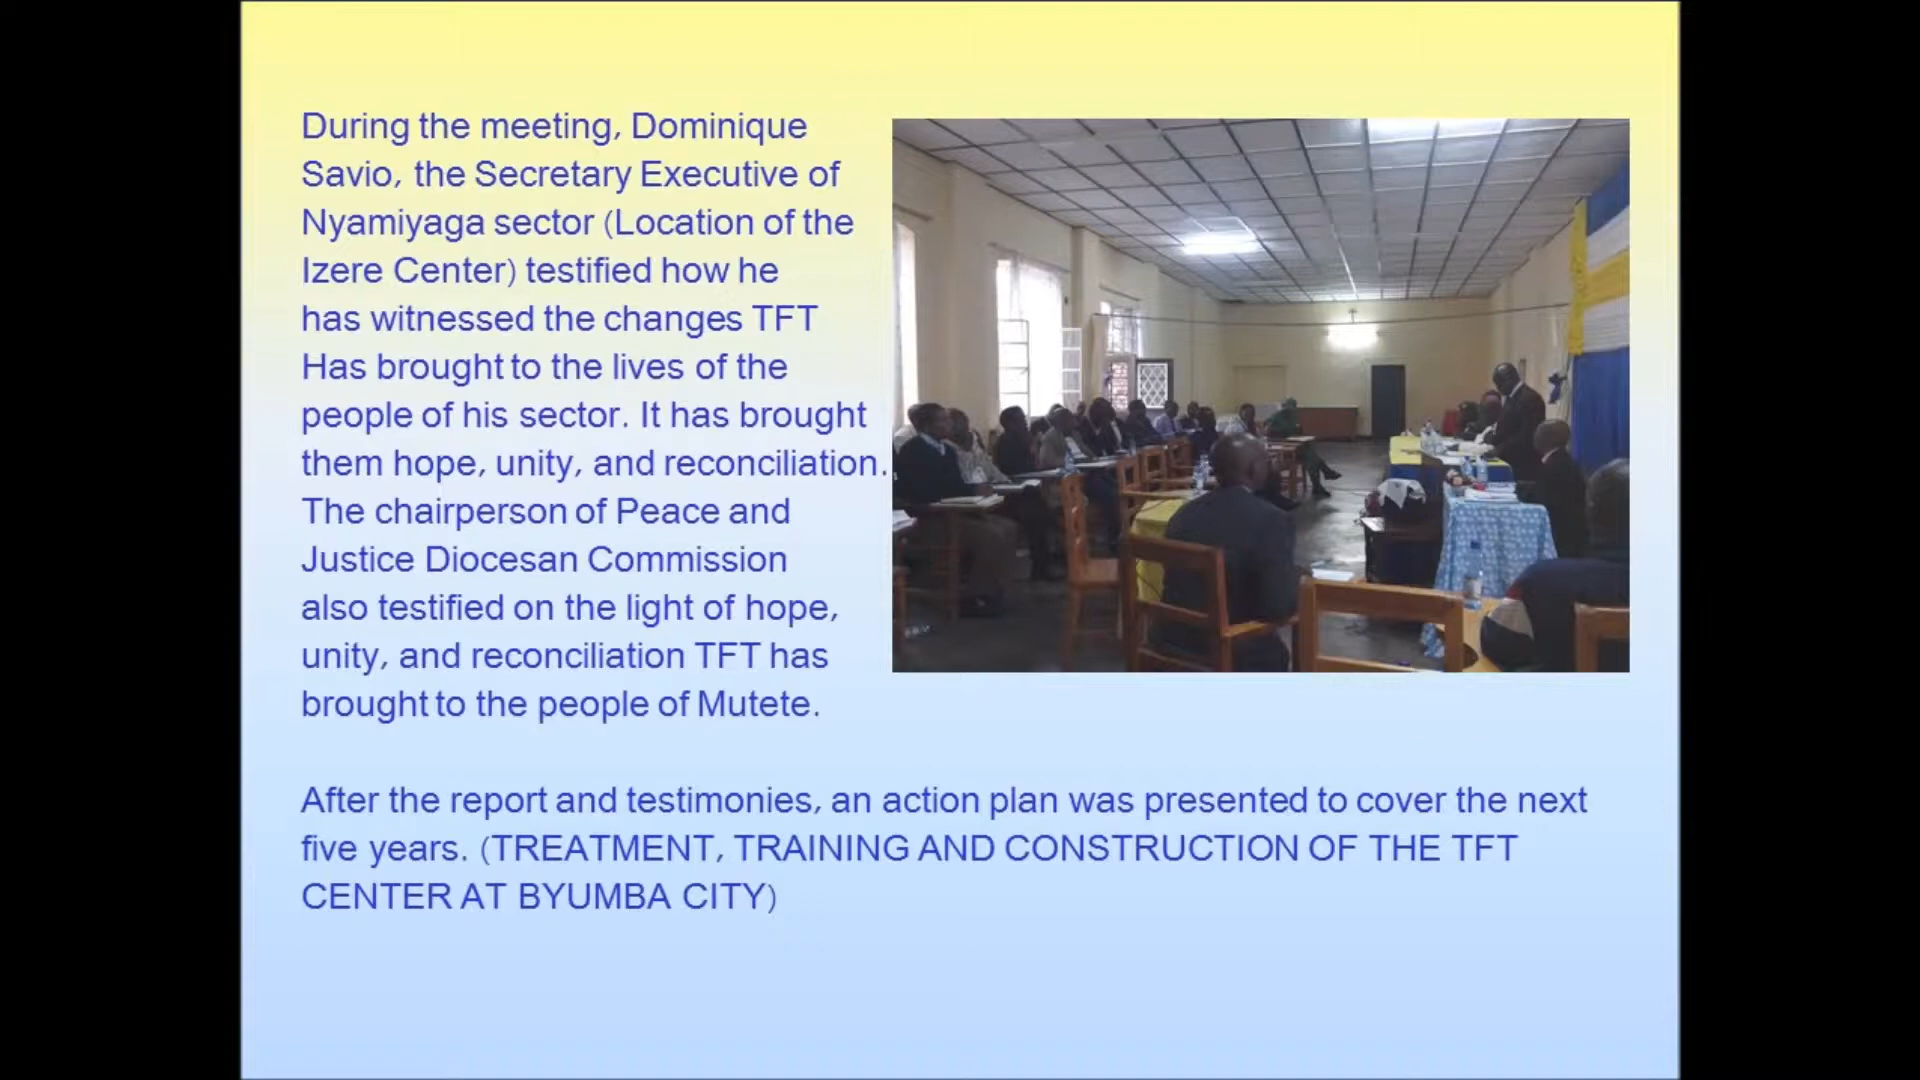 During the meeting, Dominique
Savio, the Secretary Executive of
Nyamiyaga sector (Location of the
Izere Center) testified how he
has witnessed the changes TFT
Has brought to the lives of the
people of his sector. It has brought
them hope, unity, and reconciliation.
The chairperson of Peace and
Justice Diocesan Commission
also testified on the light of hope,
unity, and reconciliation TFT has
brought to the people of Mutete.
After the report and testimonies, an action plan was presented to cover the next
five years. (TREATMENT, TRAINING AND CONSTRUCTION OF THE TFT
CENTER AT BYUMBA CITY)